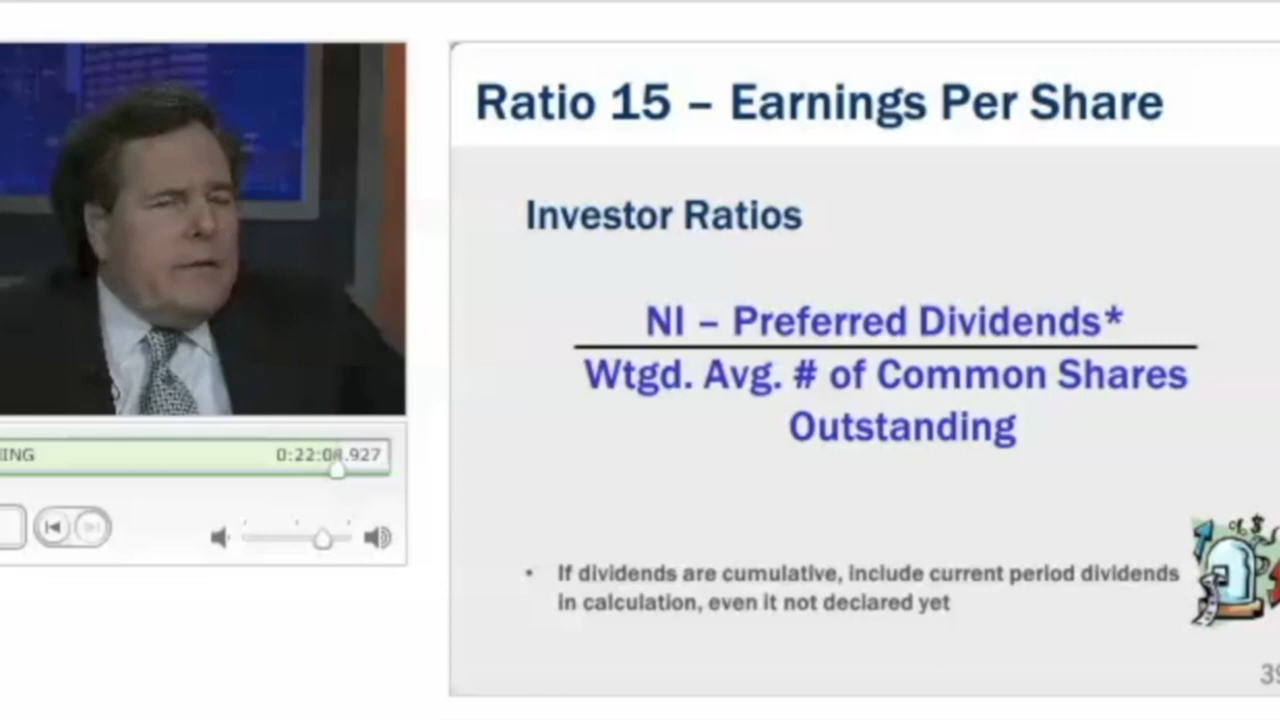 Ratio 15 – Earnings Per Share
Investor Ratios
NI – Preferred Dividends*
Wtgd. Avg. # of Common Shares
Outstanding
ING
0:22:08.927
• If dividends are cumulative, include current period dividends
in calculation, even it not declared yet
39